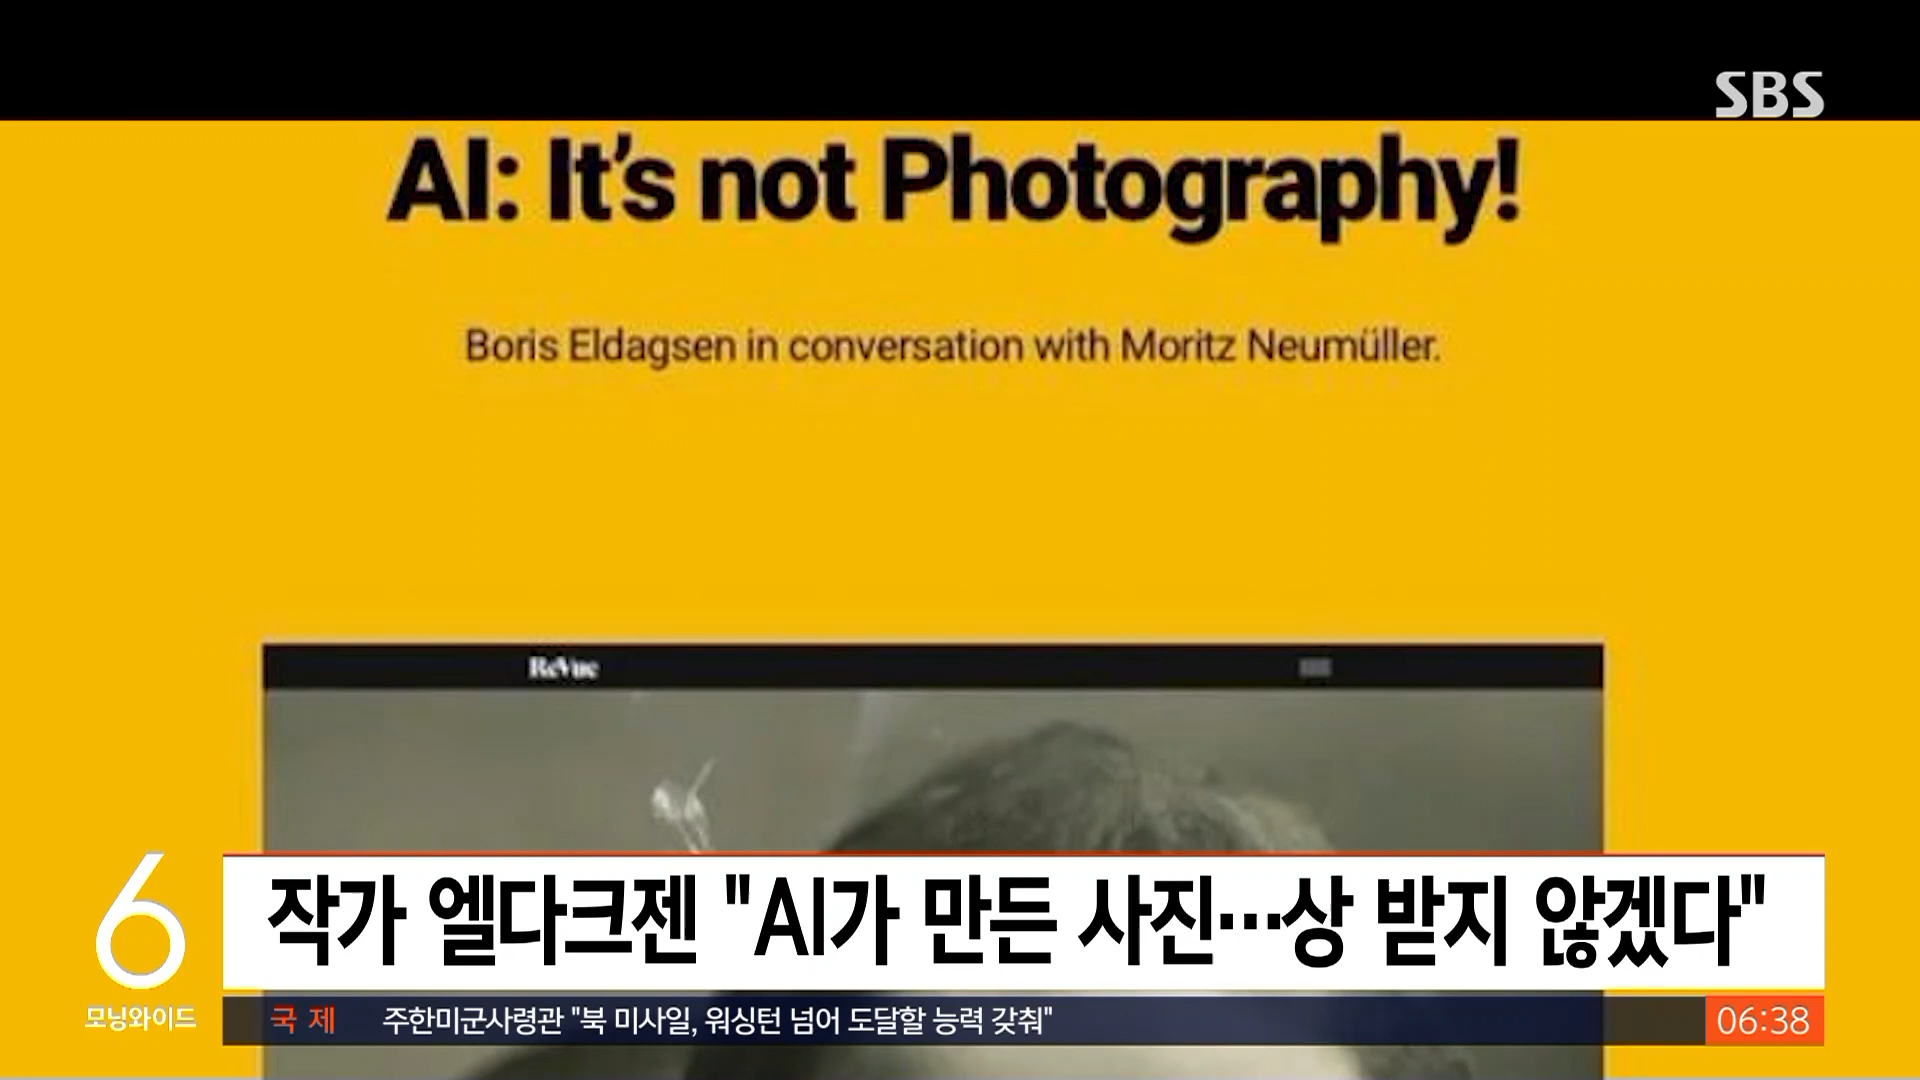 SBS
AI: It’s not Photography!
Boris Eldagsen in conversation with Moritz Neumüller.
ReVue
작가 엘다크젠 "AI가 만든 사진…상 받지 않겠다"
6
모닝와이드
국 제 주한미군사령관 "북 미사일, 워싱턴 넘어 도달할 능력 갖춰" 06:38